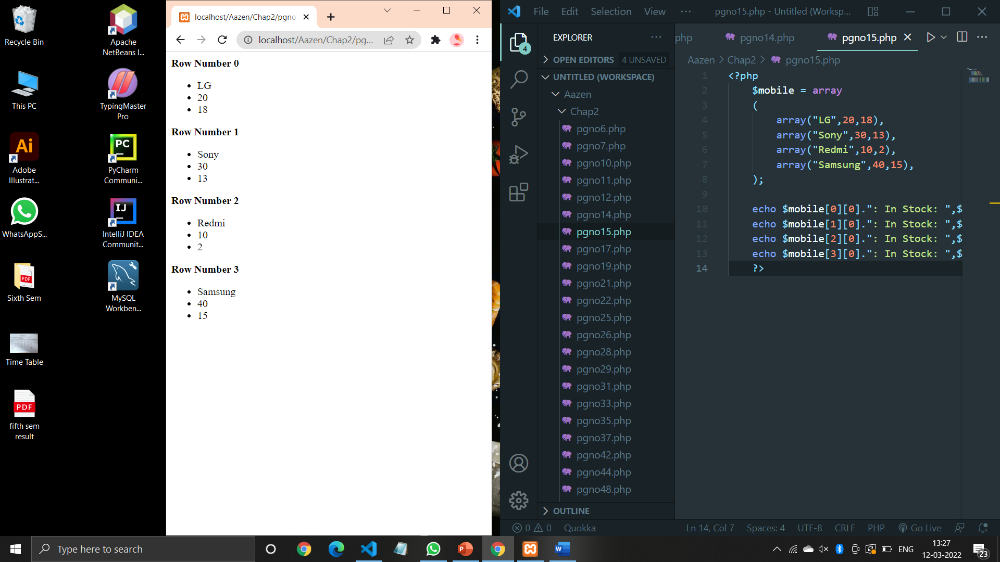 Recycle Bin
Apache
NetBeans I...
This PC
TypingMaster
Pro
Adobe
Illustrat...
PyCharm
Communi...
WhatsAppS...
IntelliJ IDEA
Communit...
Sixth Sem
MySQL
Workben...
Time Table
fifth sem
result
Ai
PC
IJ
PDF
PDF
localhost/Aazen/Chap2/pgno
localhost/Aazen/Chap2/pg...
Row Number 0
• LG
• 20
• 18
Row Number 1
• Sony
• 30
• 13
Row Number 2
• Redmi
• 10
• 2
Row Number 3
• Samsung
• 40
• 15
File Edit Selection View ··· pgno15.php - Untitled (Worksp...
4
EXPLORER ···
OPEN EDITORS 4 UNSAVED
UNTITLED (WORKSPACE)
Aazen
Chap2
pgno6.php
pgno7.php
pgno10.php
pgno11.php
pgno12.php
pgno14.php
pgno15.php
pgno17.php
pgno19.php
pgno21.php
pgno22.php
pgno25.php
pgno26.php
pgno28.php
pgno29.php
pgno31.php
pgno33.php
pgno35.php
pgno37.php
pgno42.php
pgno44.php
pgno48.php
OUTLINE
php pgno14.php pgno15.php
Aazen > Chap2 > pgno15.php
1 <?php
2 $mobile = array
3 (
4 array("LG",20,18),
5 array("Sony",30,13),
6 array("Redmi",10,2),
7 array("Samsung",40,15),
8 );
9
10 echo $mobile[0][0].": In Stock: ",$
11 echo $mobile[1][0].": In Stock: ",$
12 echo $mobile[2][0].": In Stock: ",$
13 echo $mobile[3][0].": In Stock: ",$
14 ?>
0 0 Quokka Ln 14, Col 7 Spaces: 4 UTF-8 CRLF PHP Go Live
Type here to search
ENG
13:27
12-03-2022
23